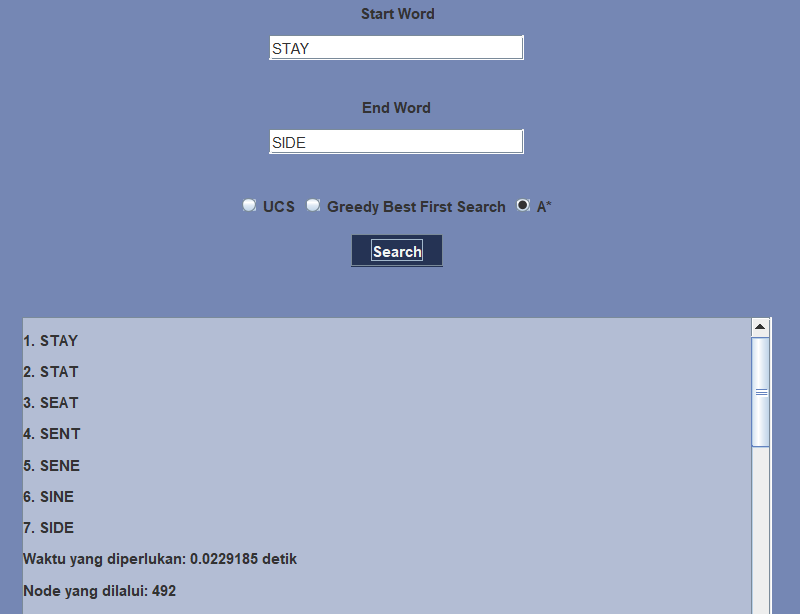 Start Word
STAY
End Word
SIDE
UCS Greedy Best First Search A*
Search
1. STAY
2. STAT
3. SEAT
4. SENT
5. SENE
6. SINE
7. SIDE
Waktu yang diperlukan: 0.0229185 detik
Node yang dilalui: 492